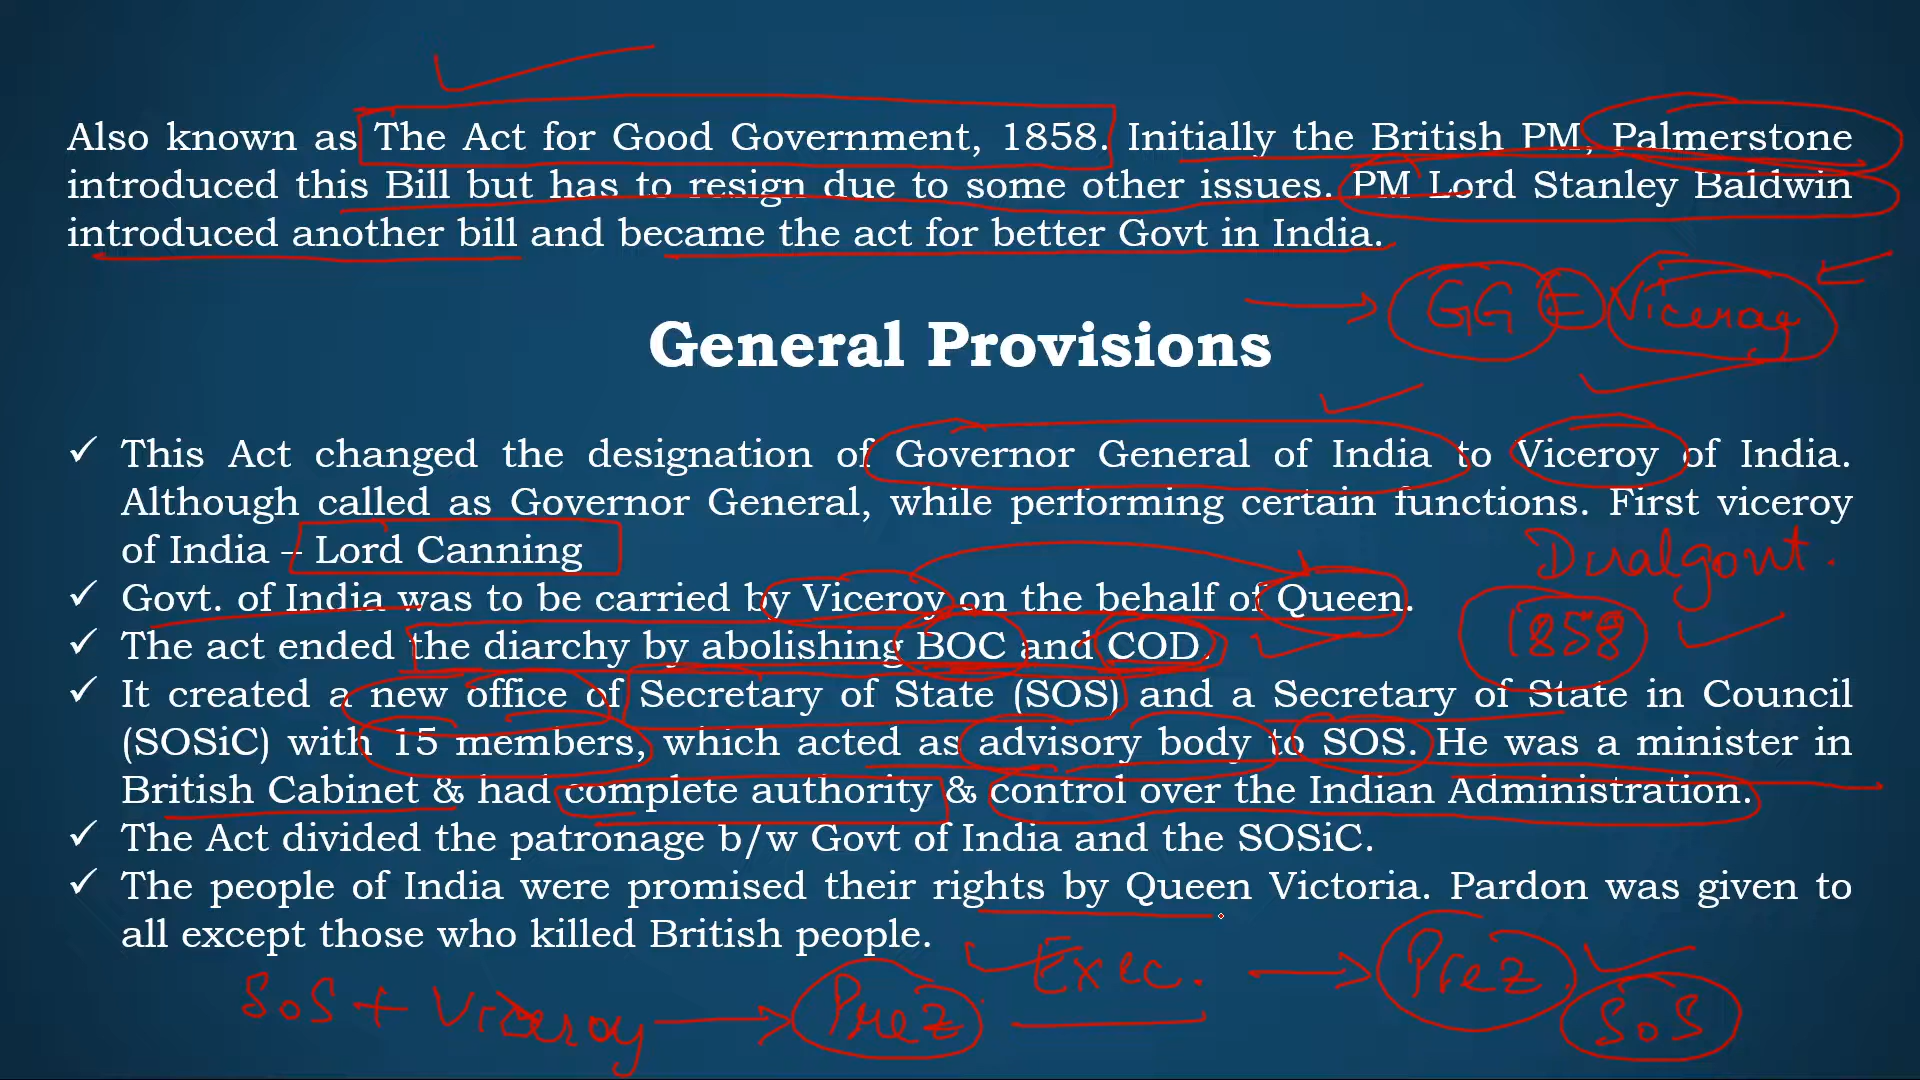 Also known as The Act for Good Government, 1858. Initially the British PM, Palmerstone
introduced this Bill but has to resign due to some other issues. PM Lord Stanley Baldwin
introduced another bill and became the act for better Govt in India.
GG = Viceroy
General Provisions
✓ This Act changed the designation of Governor General of India to Viceroy of India.
Although called as Governor General, while performing certain functions. First viceroy
of India – Lord Canning
Dual govt.
✓ Govt. of India was to be carried by Viceroy on the behalf of Queen.
1858
✓ The act ended the diarchy by abolishing BOC and COD.
✓ It created a new office of Secretary of State (SOS) and a Secretary of State in Council
(SOSiC) with 15 members, which acted as advisory body to SOS. He was a minister in
British Cabinet & had complete authority & control over the Indian Administration.
✓ The Act divided the patronage b/w Govt of India and the SOSiC.
✓ The people of India were promised their rights by Queen Victoria. Pardon was given to
all except those who killed British people.
Exec. → Prez.
SoS + Viceroy → Prez
SoS